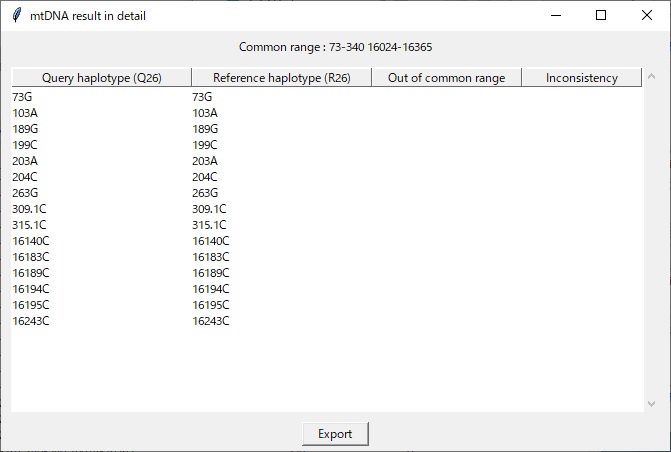 mtDNA result in detail
Common range : 73-340 16024-16365
Query haplotype (Q26) Reference haplotype (R26) Out of common range Inconsistency
73G 73G
103A 103A
189G 189G
199C 199C
203A 203A
204C 204C
263G 263G
309.1C 309.1C
315.1C 315.1C
16140C 16140C
16183C 16183C
16189C 16189C
16194C 16194C
16195C 16195C
16243C 16243C
Export